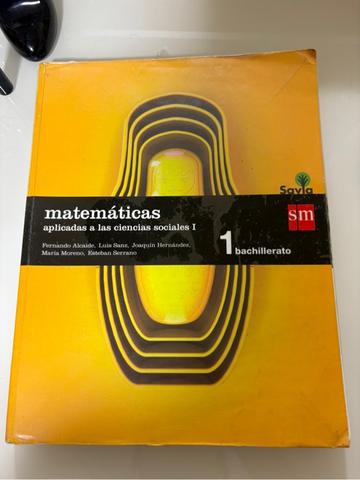 Savia
matemáticas
aplicadas a las ciencias sociales I
sm
Fernando Alcaide, Luis Sanz, Joaquín Hernández,
María Moreno, Esteban Serrano
1 bachillerato